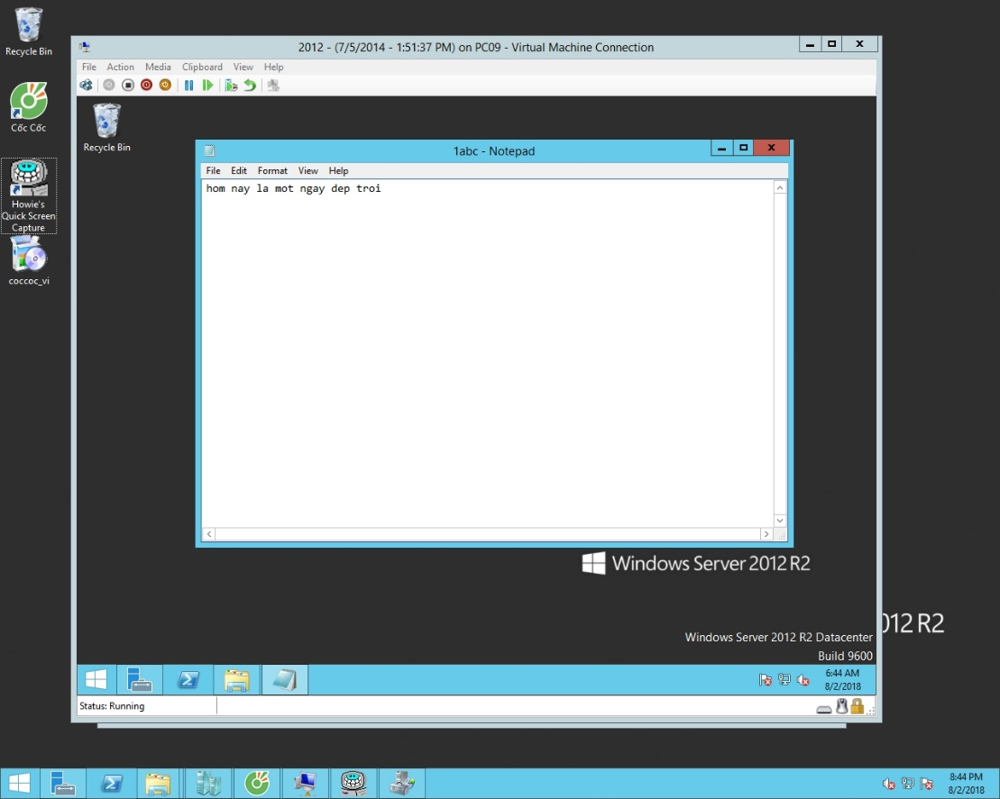 Recycle Bin
Cốc Cốc
Howie's
Quick Screen
Capture
coccoc_vi
2012 - (7/5/2014 - 1:51:37 PM) on PC09 - Virtual Machine Connection
File Action Media Clipboard View Help
Recycle Bin
1abc - Notepad
File Edit Format View Help
hom nay la mot ngay dep troi
Windows Server 2012 R2
012 R2
Windows Server 2012 R2 Datacenter
Build 9600
6:44 AM
8/2/2018
Status: Running
8:44 PM
8/2/2018